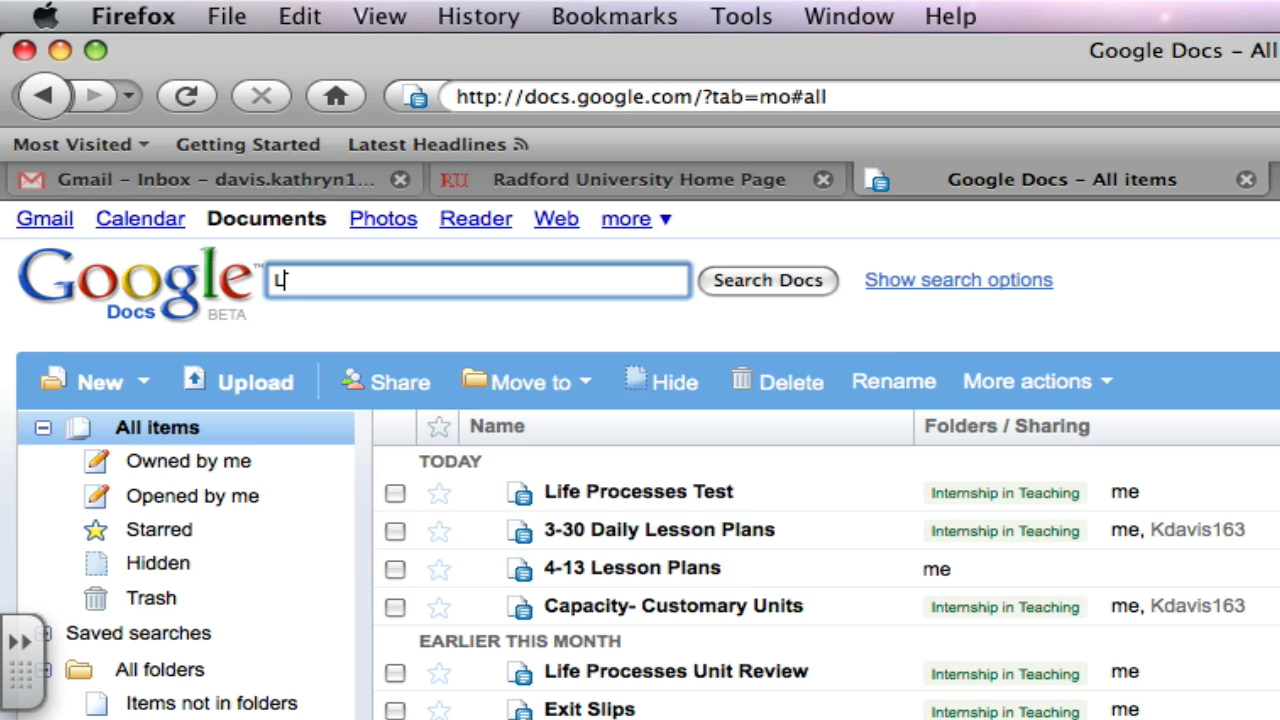 Firefox File Edit View History Bookmarks Tools Window Help
Google Docs - All
http://docs.google.com/?tab=mo#all
Most Visited Getting Started Latest Headlines
Gmail - Inbox - davis.kathryn1... RU Radford University Home Page Google Docs - All items
Gmail Calendar Documents Photos Reader Web more ▼
Google™ L Search Docs Show search options
Docs BETA
New Upload Share Move to Hide Delete Rename More actions
All items Name Folders / Sharing
Owned by me TODAY
Opened by me Life Processes Test Internship in Teaching me
Starred 3-30 Daily Lesson Plans Internship in Teaching me, Kdavis163
Hidden 4-13 Lesson Plans me
Trash Capacity- Customary Units Internship in Teaching me, Kdavis163
Saved searches EARLIER THIS MONTH
All folders Life Processes Unit Review Internship in Teaching me
Items not in folders Exit Slips Internship in Teaching me